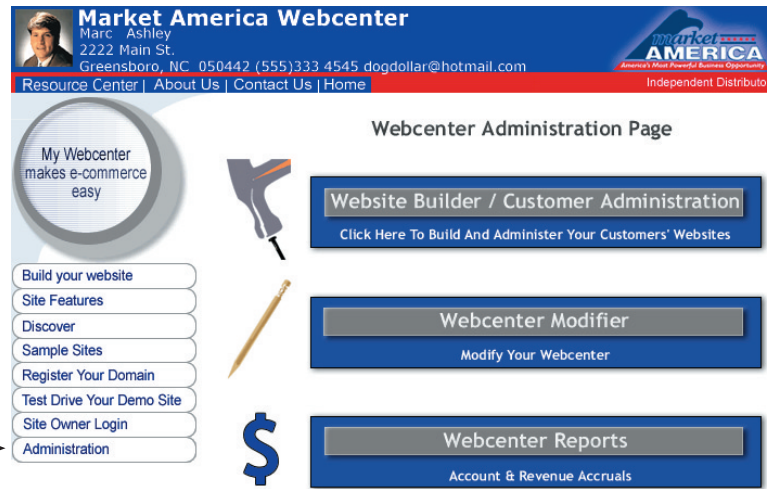 Market America Webcenter
Marc Ashley
2222 Main St.
Greensboro, NC 050442 (555)333 4545 dogdollar@hotmail.com
market
AMERICA
America's Most Powerful Business Opportunity
Resource Center | About Us | Contact Us | Home
Independent Distributo
My Webcenter
makes e-commerce
easy
Build your website
Site Features
Discover
Sample Sites
Register Your Domain
Test Drive Your Demo Site
Site Owner Login
Administration
Webcenter Administration Page
Website Builder / Customer Administration
Click Here To Build And Administer Your Customers' Websites
Webcenter Modifier
Modify Your Webcenter
$
Webcenter Reports
Account & Revenue Accruals